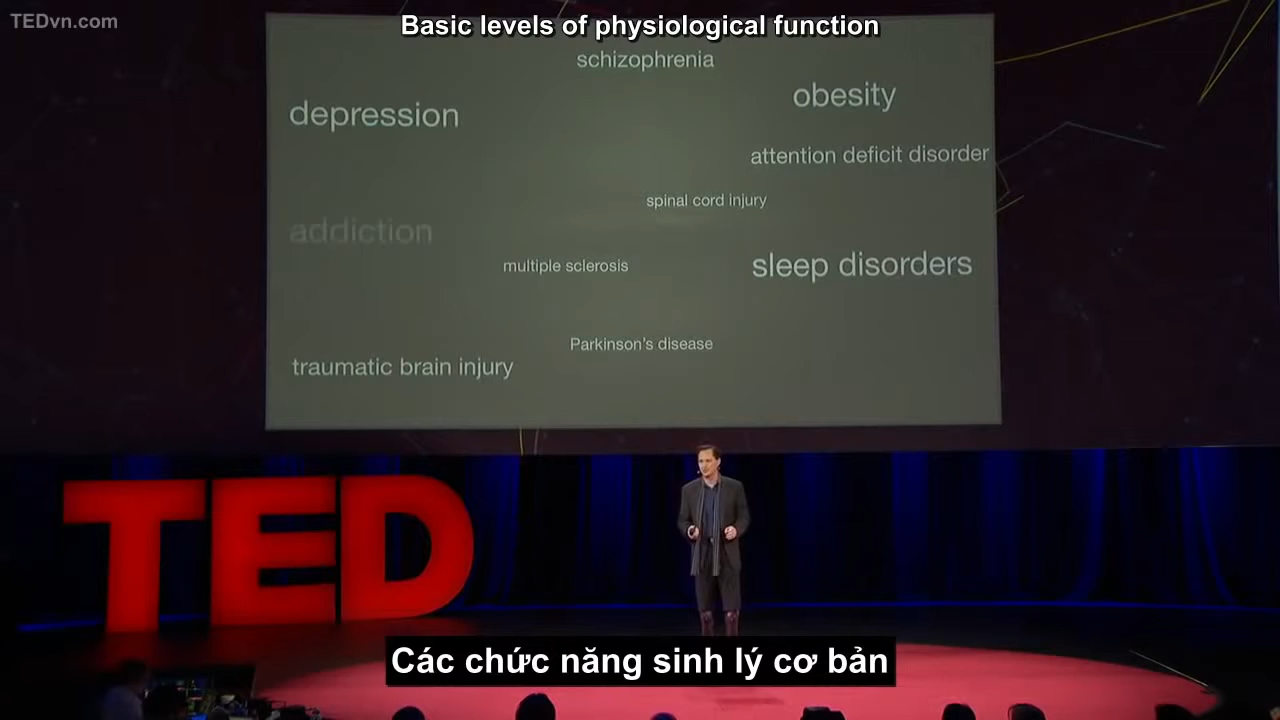 TEDvn.com
Basic levels of physiological function
schizophrenia
obesity
depression
attention deficit disorder
spinal cord injury
addiction
multiple sclerosis
sleep disorders
Parkinson's disease
traumatic brain injury
TED
Các chức năng sinh lý cơ bản